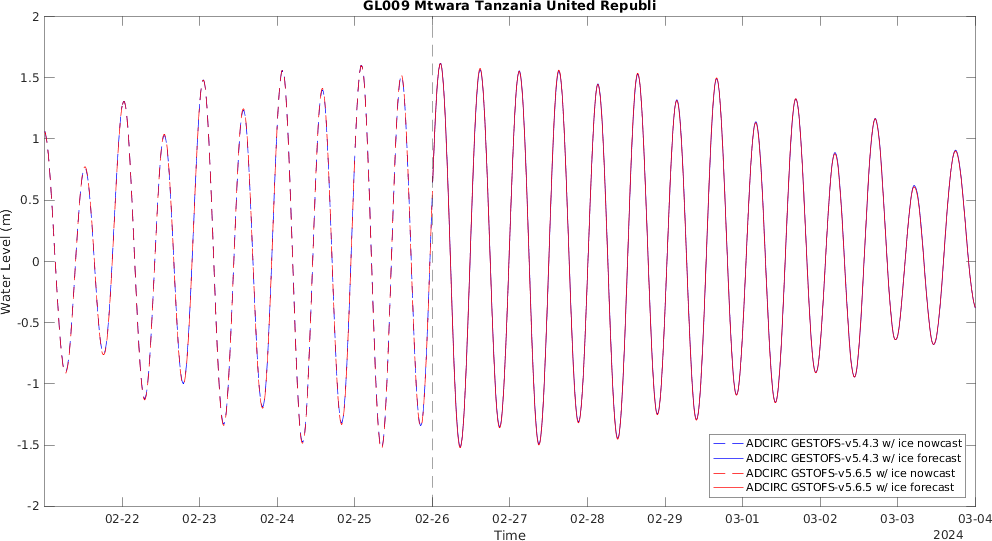 GL009 Mtwara Tanzania United Republi
2
1.5
1
0.5
0
-0.5
-1
-1.5
-2
Water Level (m)
ADCIRC GESTOFS-v5.4.3 w/ ice nowcast
ADCIRC GESTOFS-v5.4.3 w/ ice forecast
ADCIRC GSTOFS-v5.6.5 w/ ice nowcast
ADCIRC GSTOFS-v5.6.5 w/ ice forecast
02-22 02-23 02-24 02-25 02-26 02-27 02-28 02-29 03-01 03-02 03-03 03-04
Time
2024